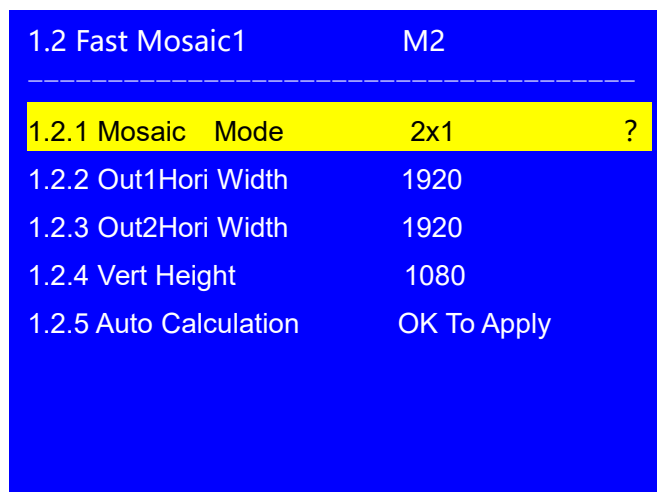 1.2 Fast Mosaic1 M2
1.2.1 Mosaic Mode 2x1 ?
1.2.2 Out1Hori Width 1920
1.2.3 Out2Hori Width 1920
1.2.4 Vert Height 1080
1.2.5 Auto Calculation OK To Apply